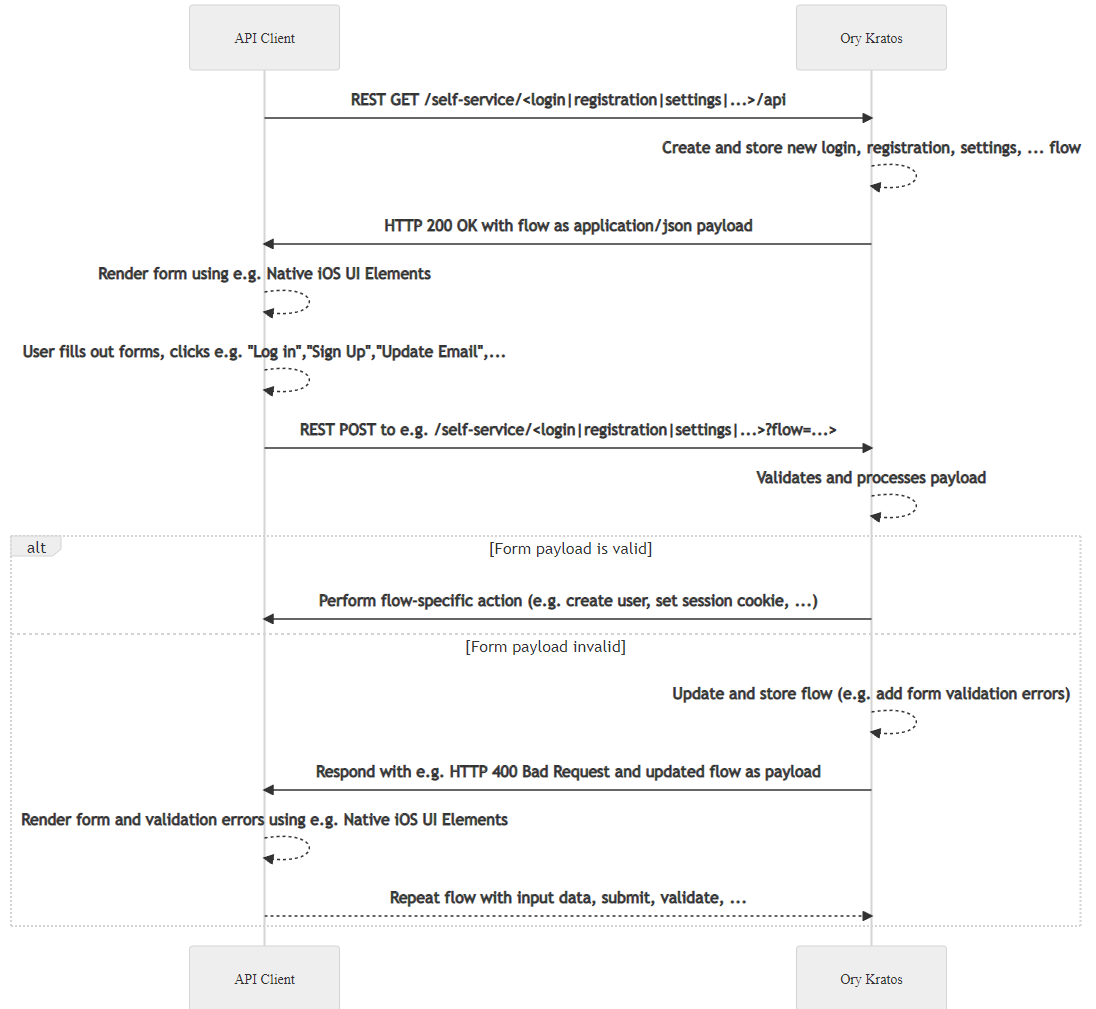 API Client
Ory Kratos
REST GET /self-service/<login|registration|settings|...>/api
Create and store new login, registration, settings, ... flow
HTTP 200 OK with flow as application/json payload
Render form using e.g. Native iOS UI Elements
User fills out forms, clicks e.g. "Log in","Sign Up","Update Email",...
REST POST to e.g. /self-service/<login|registration|settings|...>?flow=...>
Validates and processes payload
alt
[Form payload is valid]
Perform flow-specific action (e.g. create user, set session cookie, ...)
[Form payload invalid]
Update and store flow (e.g. add form validation errors)
Respond with e.g. HTTP 400 Bad Request and updated flow as payload
Render form and validation errors using e.g. Native iOS UI Elements
Repeat flow with input data, submit, validate, ...
API Client
Ory Kratos